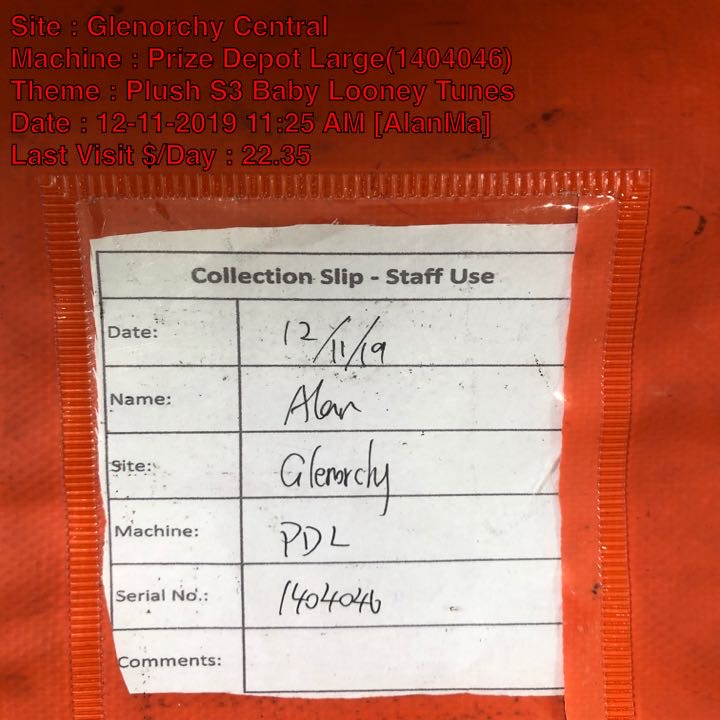 Site : Glenorchy Central
Machine : Prize Depot Large(1404046)
Theme : Plush S3 Baby Looney Tunes
Date : 12-11-2019 11:25 AM [AlanMa]
Last Visit $/Day : 22.35
Collection Slip - Staff Use
Date: 12/11/19
Name: Alan
Site: Glenorchy
Machine: PDL
Serial No.: 1404046
Comments: